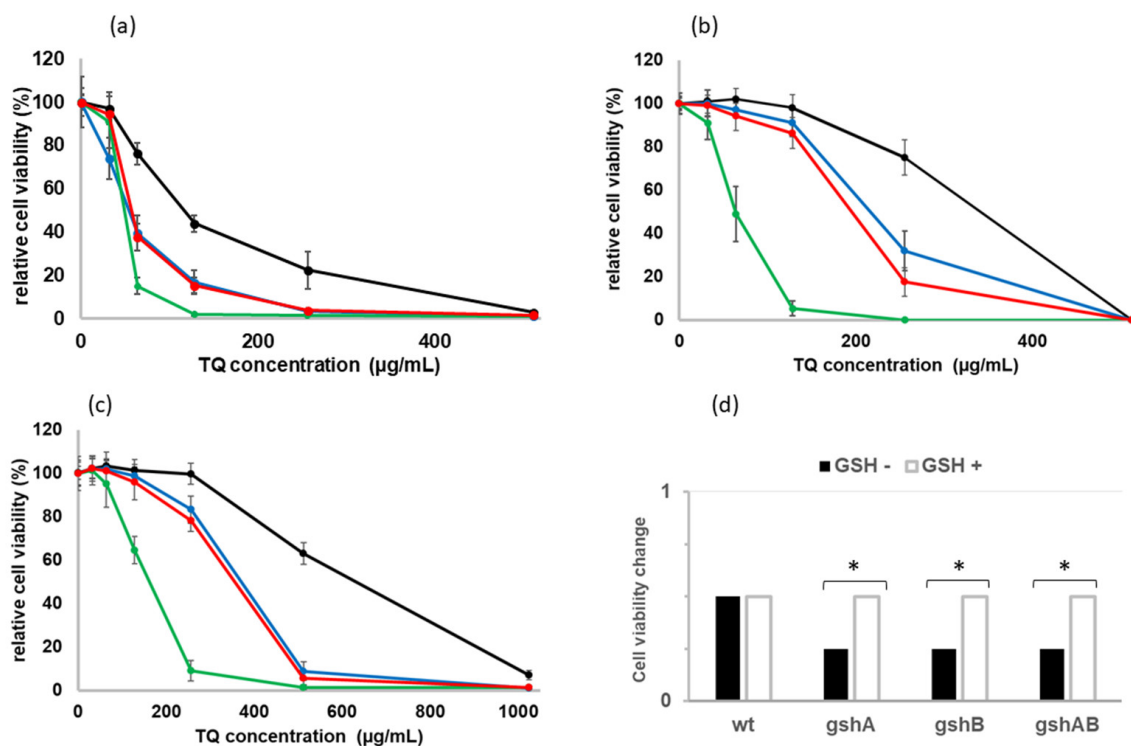 (a)
relative cell viability (%)
120
100
80
60
40
20
0
0 200 400
TQ concentration (µg/mL)
(b)
relative cell viability (%)
120
100
80
60
40
20
0
0 200 400
TQ concentration (µg/mL)
(c)
relative cell viability (%)
120
100
80
60
40
20
0
0 200 400 600 800 1000
TQ concentration (µg/mL)
(d)
GSH - GSH +
Cell viability change
1
* * *
0
wt gshA gshB gshAB